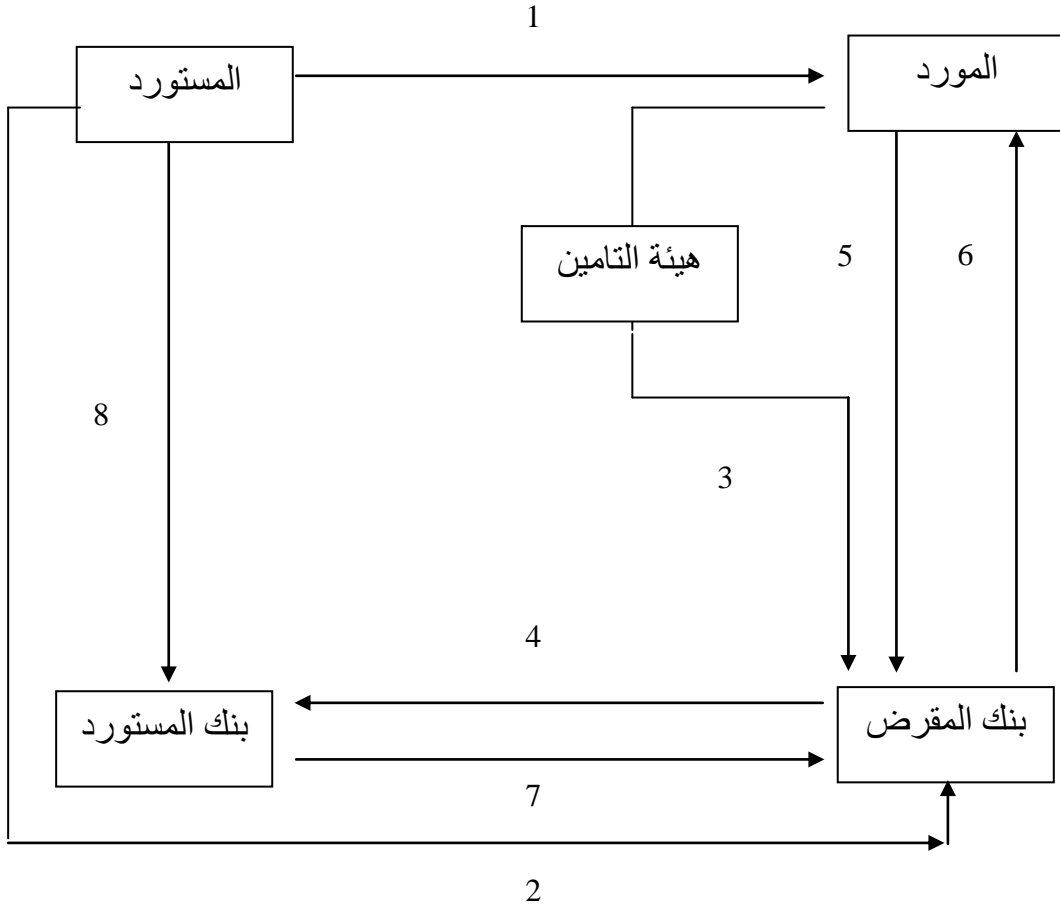 1
المستورد
المورد
هيئة التامين
5
6
8
3
4
بنك المستورد
بنك المقرض
7
2